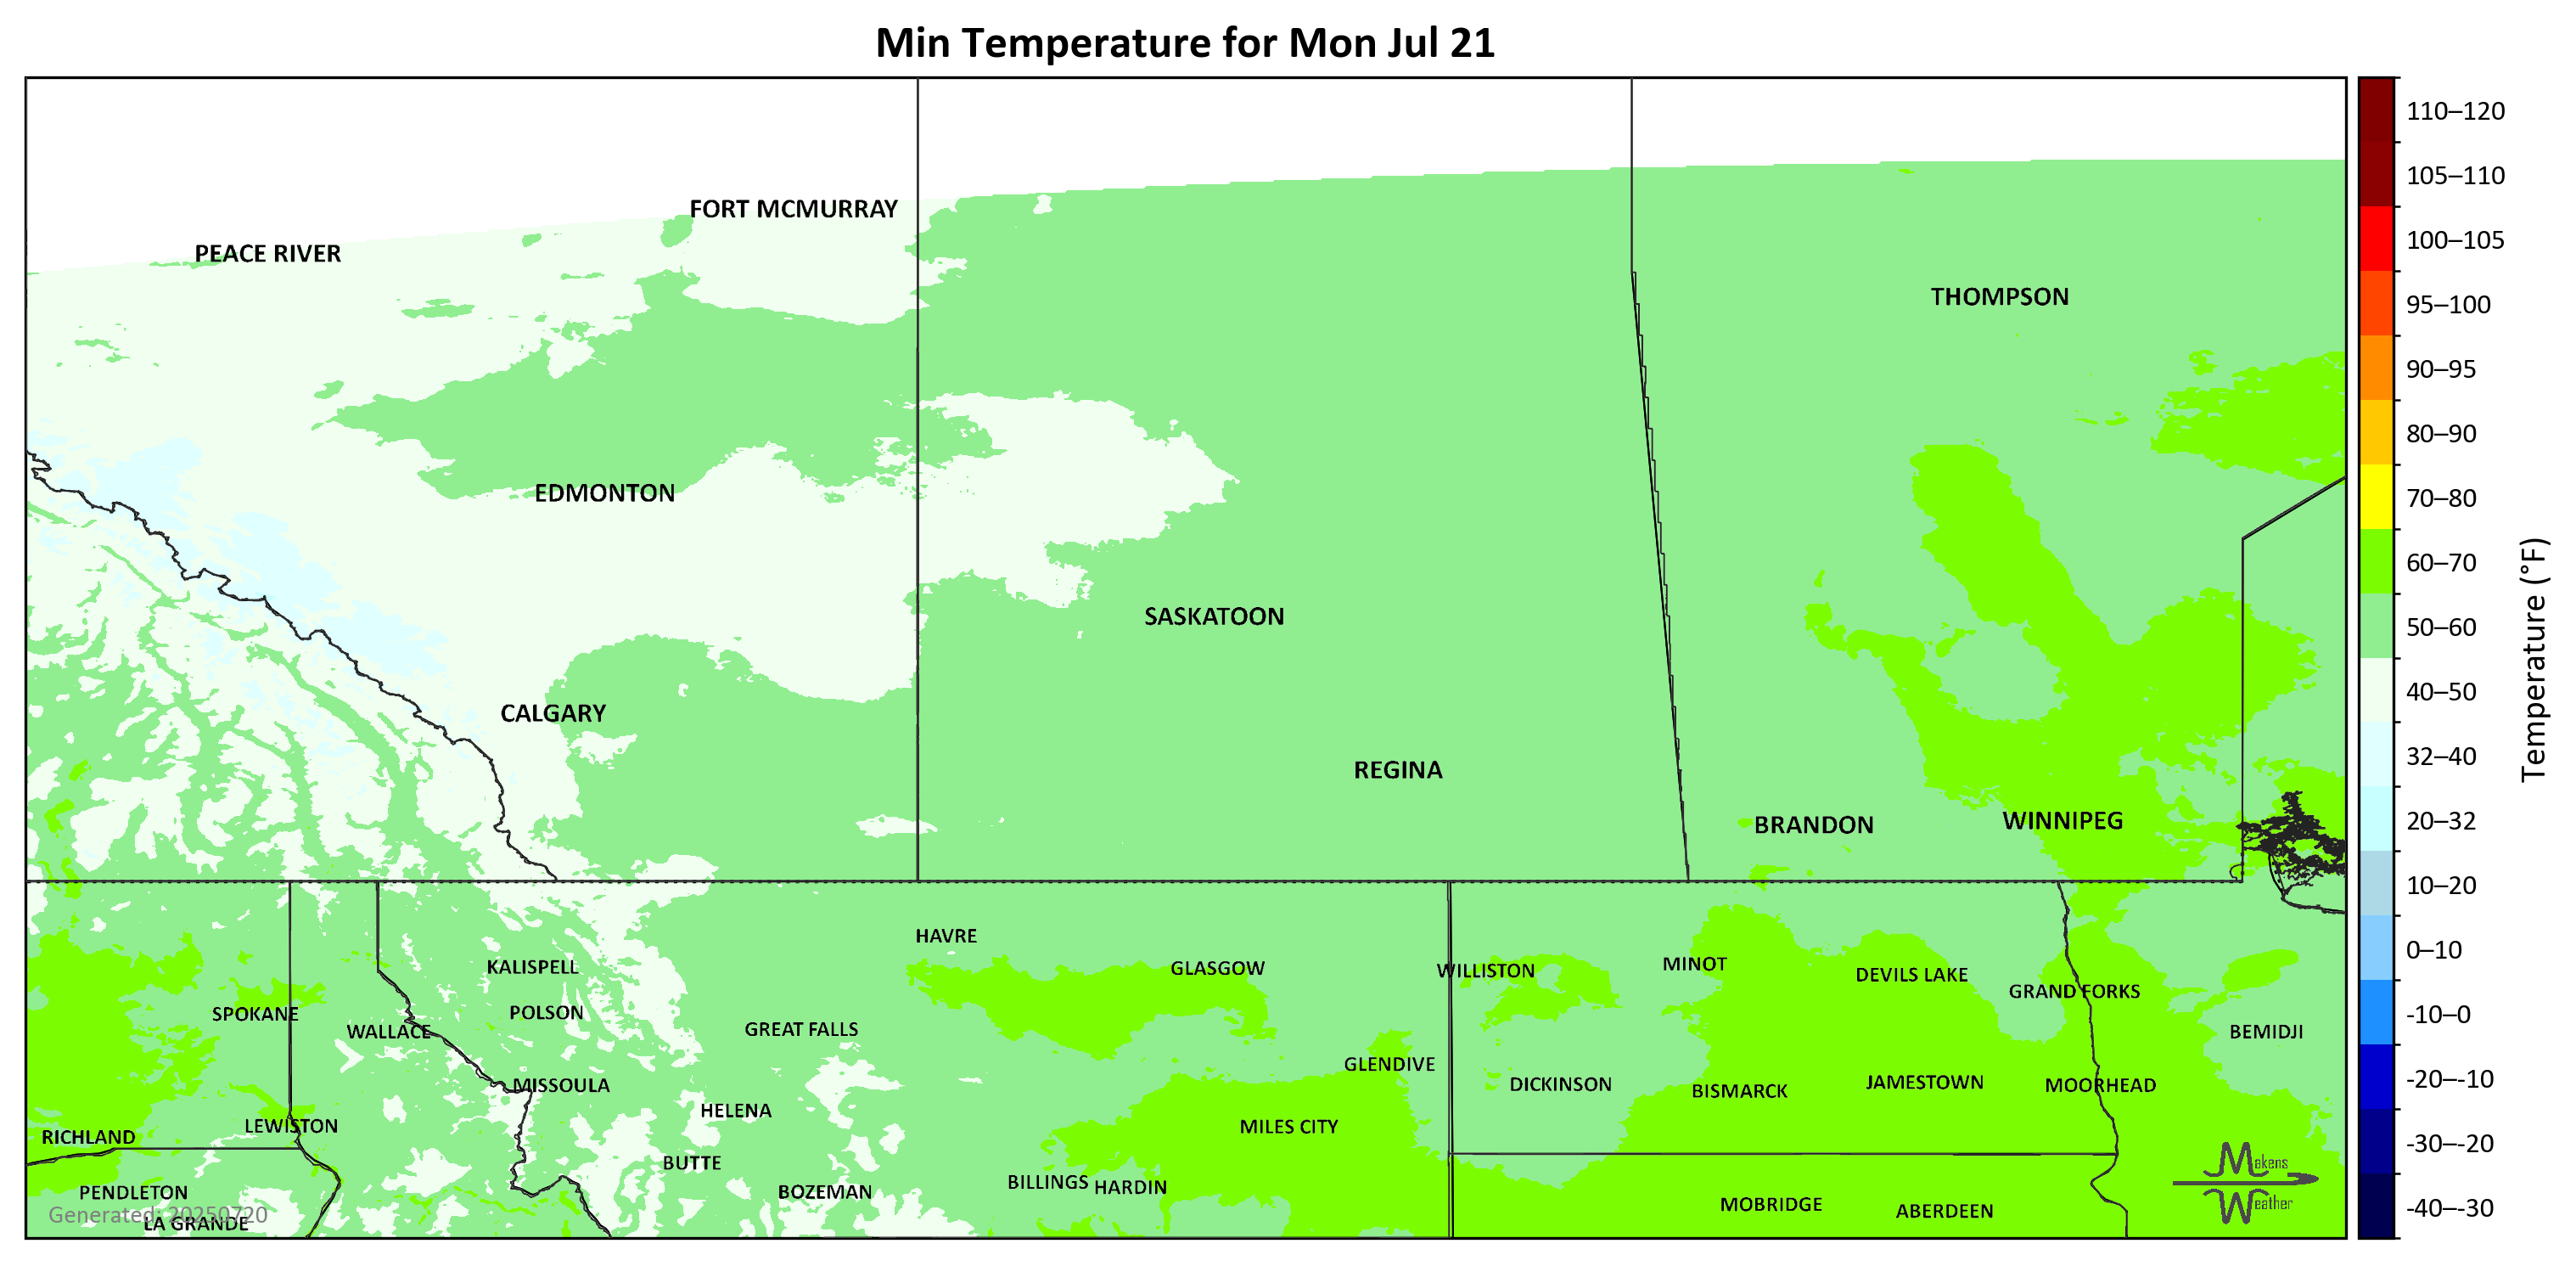 Min Temperature for Mon Jul 21
FORT MCMURRAY
PEACE RIVER
THOMPSON
EDMONTON
SASKATOON
CALGARY
REGINA
BRANDON
WINNIPEG
HAVRE
KALISPELL
GLASGOW
WILLISTON
MINOT
DEVILS LAKE
GRAND FORKS
SPOKANE
POLSON
WALLACE
GREAT FALLS
BEMIDJI
GLENDIVE
MISSOULA
DICKINSON
BISMARCK
JAMESTOWN
MOORHEAD
HELENA
LEWISTON
MILES CITY
RICHLAND
BUTTE
PENDLETON
BOZEMAN
BILLINGS
HARDIN
MOBRIDGE
ABERDEEN
Generated: 20250720
LA GRANDE
Makens
Weather
110–120
105–110
100–105
95–100
90–95
80–90
70–80
60–70
50–60
40–50
32–40
20–32
10–20
0–10
-10–0
-20–-10
-30–-20
-40–-30
Temperature (°F)